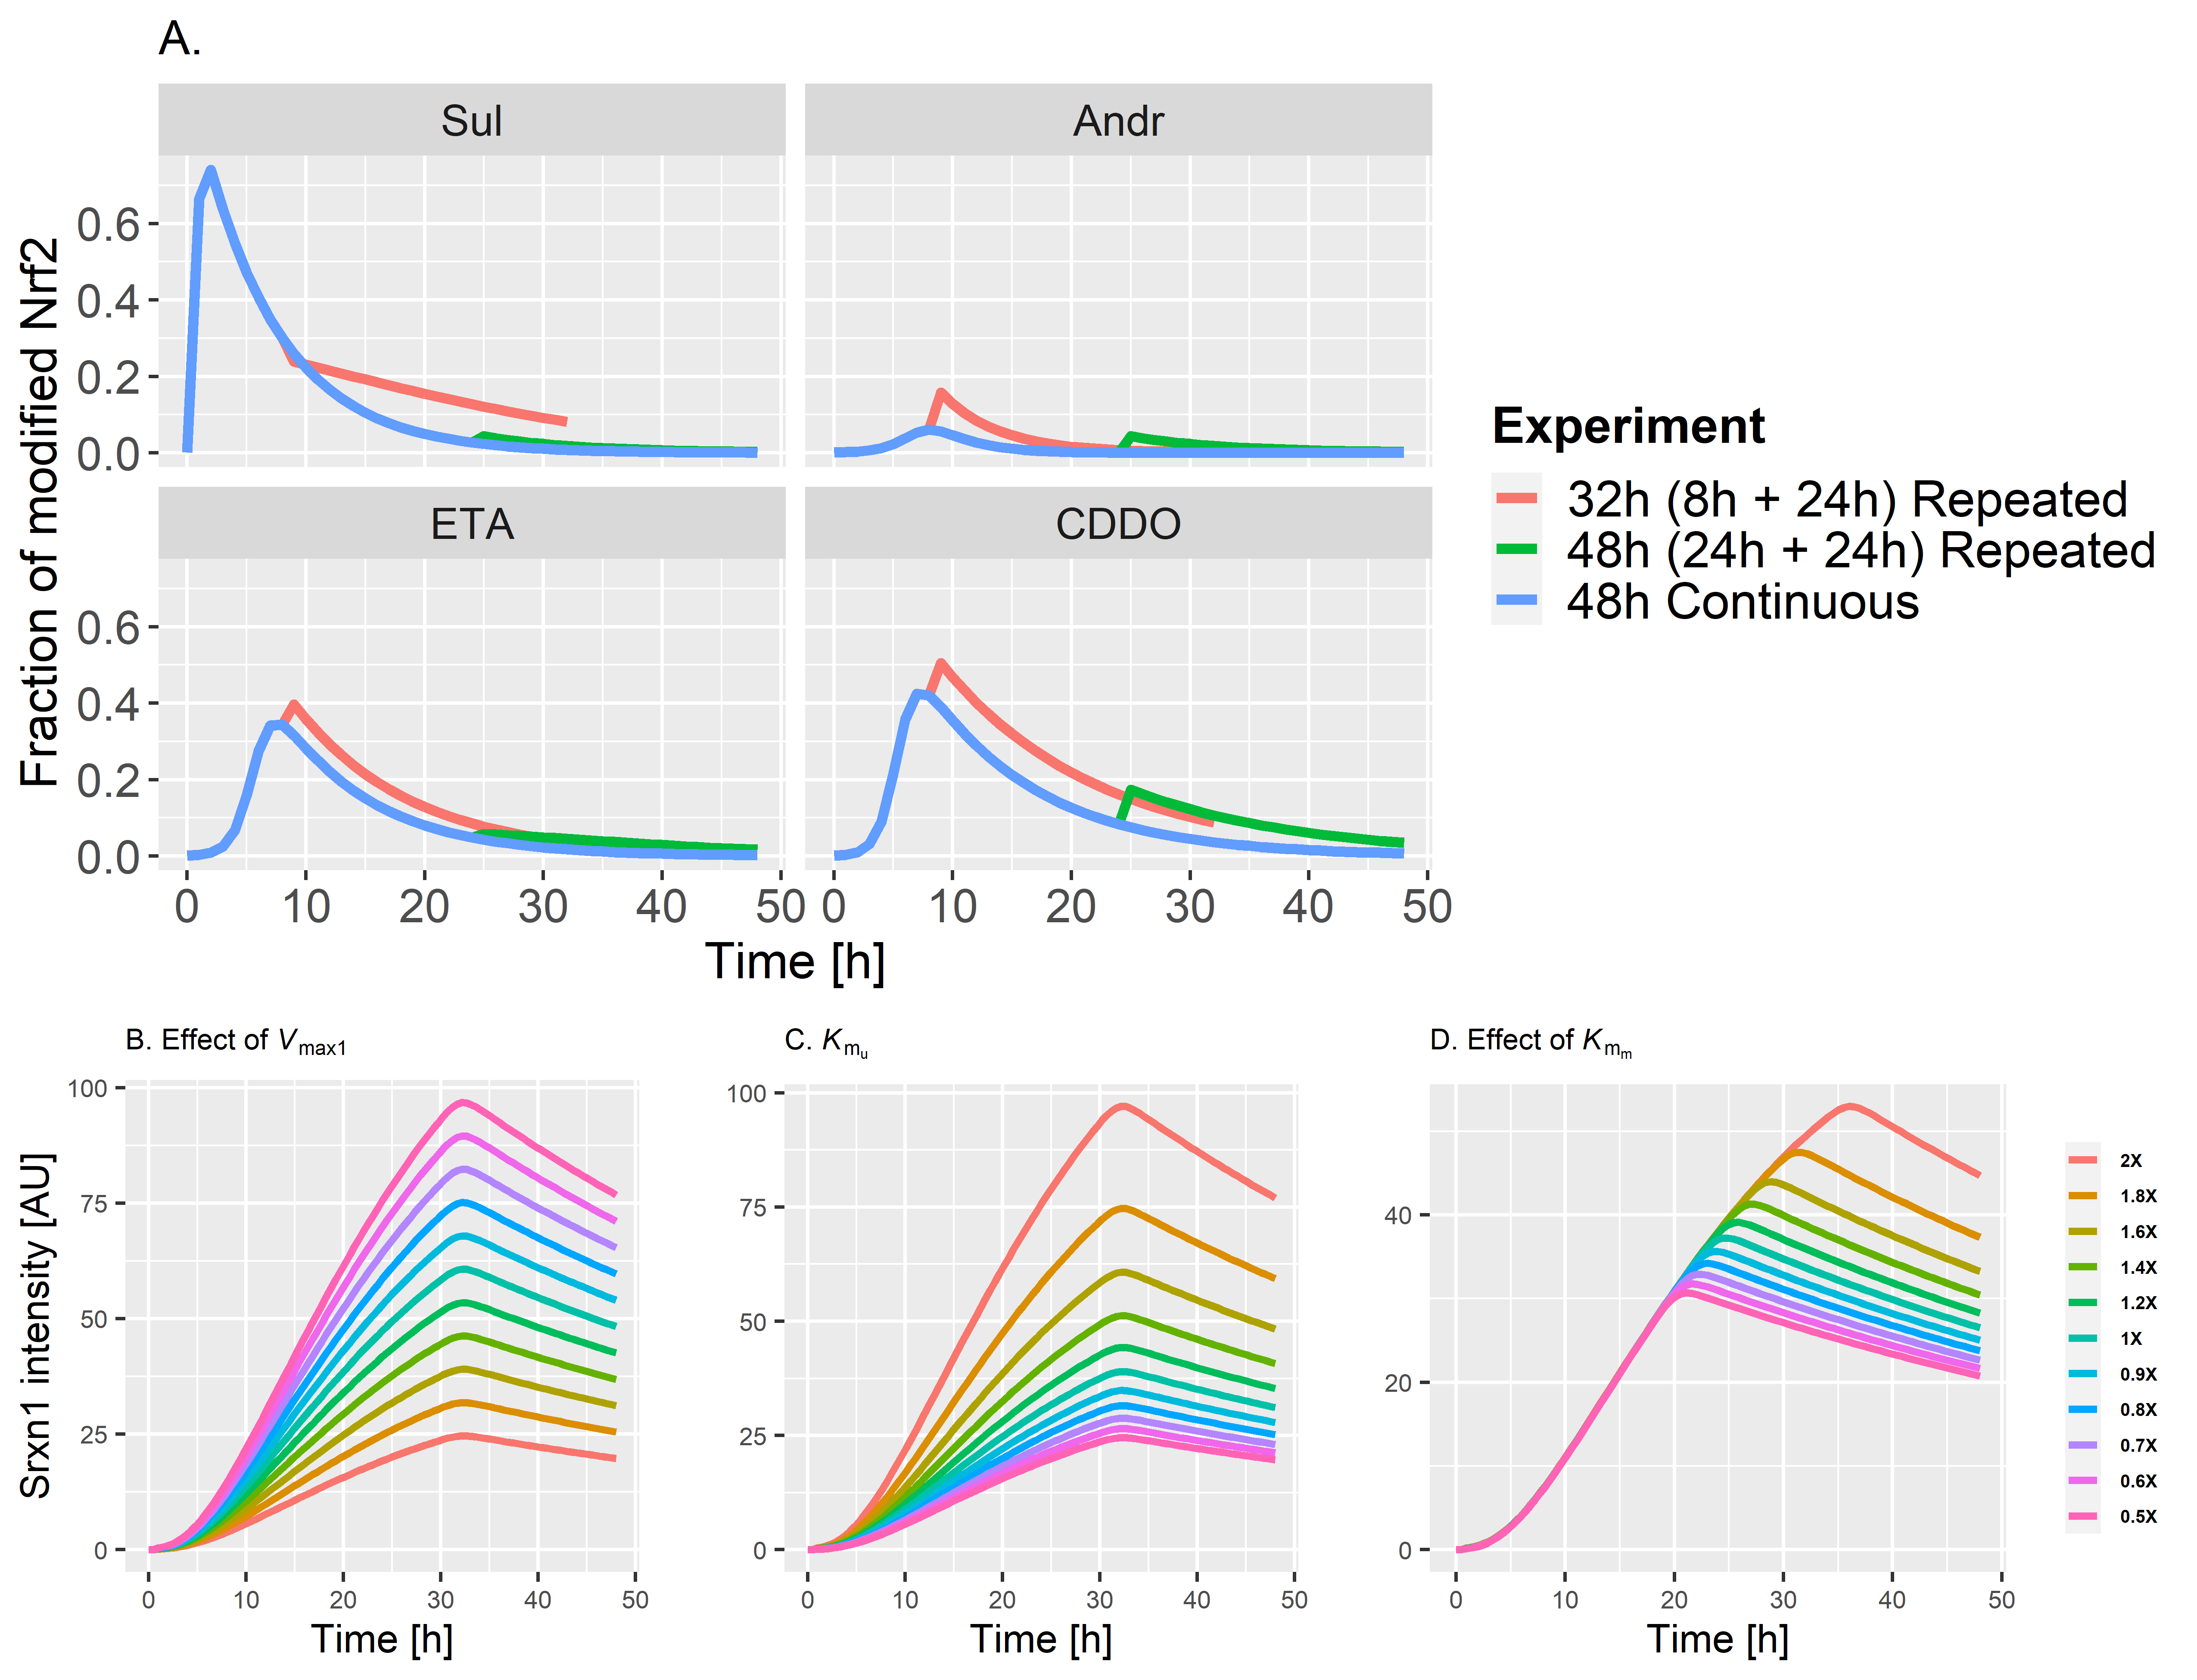 A.
Sul
Andr
0.6
0.4
0.2
0.0
ETA
CDDO
0.6
0.4
0.2
0.0
0 10 20 30 40 50
0 10 20 30 40 50
Fraction of modified Nrf2
Time [h]
Experiment
32h (8h + 24h) Repeated
48h (24h + 24h) Repeated
48h Continuous
B. Effect of Vmax1
100
75
50
25
0
0 10 20 30 40 50
Srxn1 intensity [AU]
Time [h]
C. Kmu
100
75
50
25
0
0 10 20 30 40 50
Time [h]
D. Effect of Kmm
40
20
0
0 10 20 30 40 50
Time [h]
2X
1.8X
1.6X
1.4X
1.2X
1X
0.9X
0.8X
0.7X
0.6X
0.5X